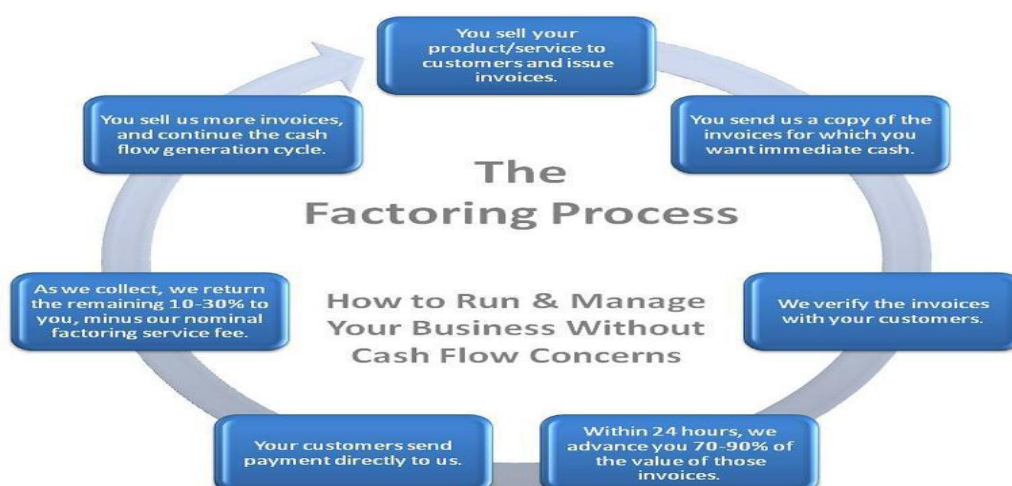 You sell your
product/service to
customers and issue
invoices.
You send us a copy of the
invoices for which you
want immediate cash.
We verify the invoices
with your customers.
Within 24 hours, we
advance you 70-90% of
the value of those
invoices.
Your customers send
payment directly to us.
As we collect, we return
the remaining 10-30% to
you, minus our nominal
factoring service fee.
You sell us more invoices,
and continue the cash
flow generation cycle.
The
Factoring Process
How to Run & Manage
Your Business Without
Cash Flow Concerns